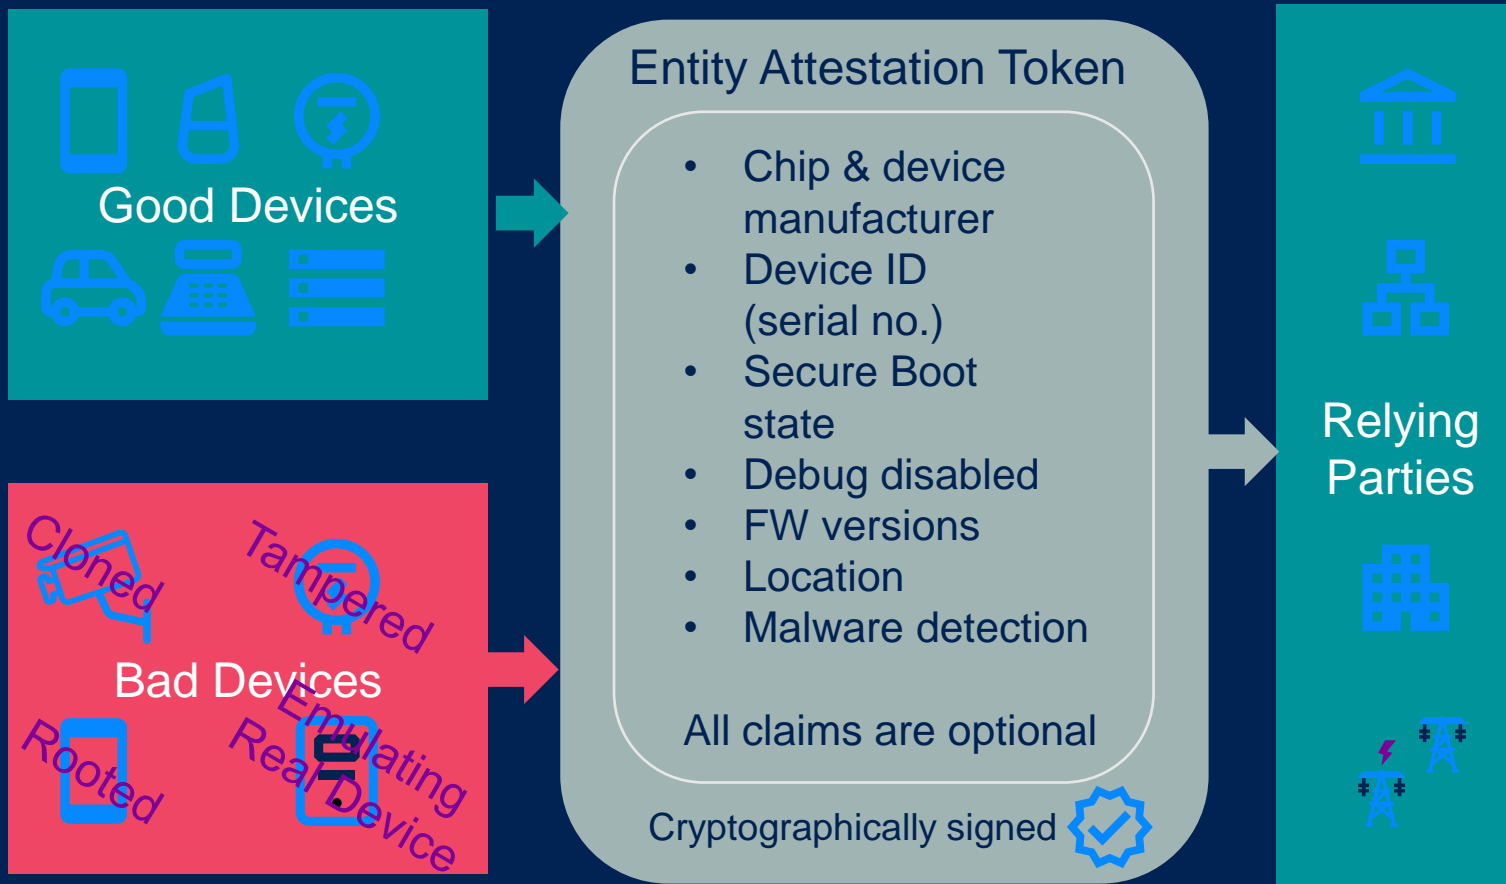 Good Devices
Cloned
Tampered
Bad Devices
Rooted
Emulating
Real Device
Entity Attestation Token
• Chip & device
manufacturer
• Device ID
(serial no.)
• Secure Boot
state
• Debug disabled
• FW versions
• Location
• Malware detection
All claims are optional
Cryptographically signed
Relying
Parties